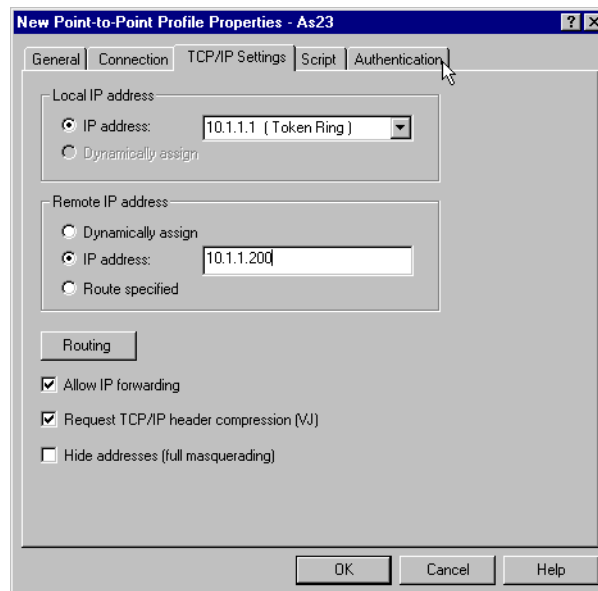 New Point-to-Point Profile Properties - As23
General Connection TCP/IP Settings Script Authentication
Local IP address
IP address: 10.1.1.1 ( Token Ring )
Dynamically assign
Remote IP address
Dynamically assign
IP address: 10.1.1.200
Route specified
Routing
Allow IP forwarding
Request TCP/IP header compression (VJ)
Hide addresses (full masquerading)
OK Cancel Help